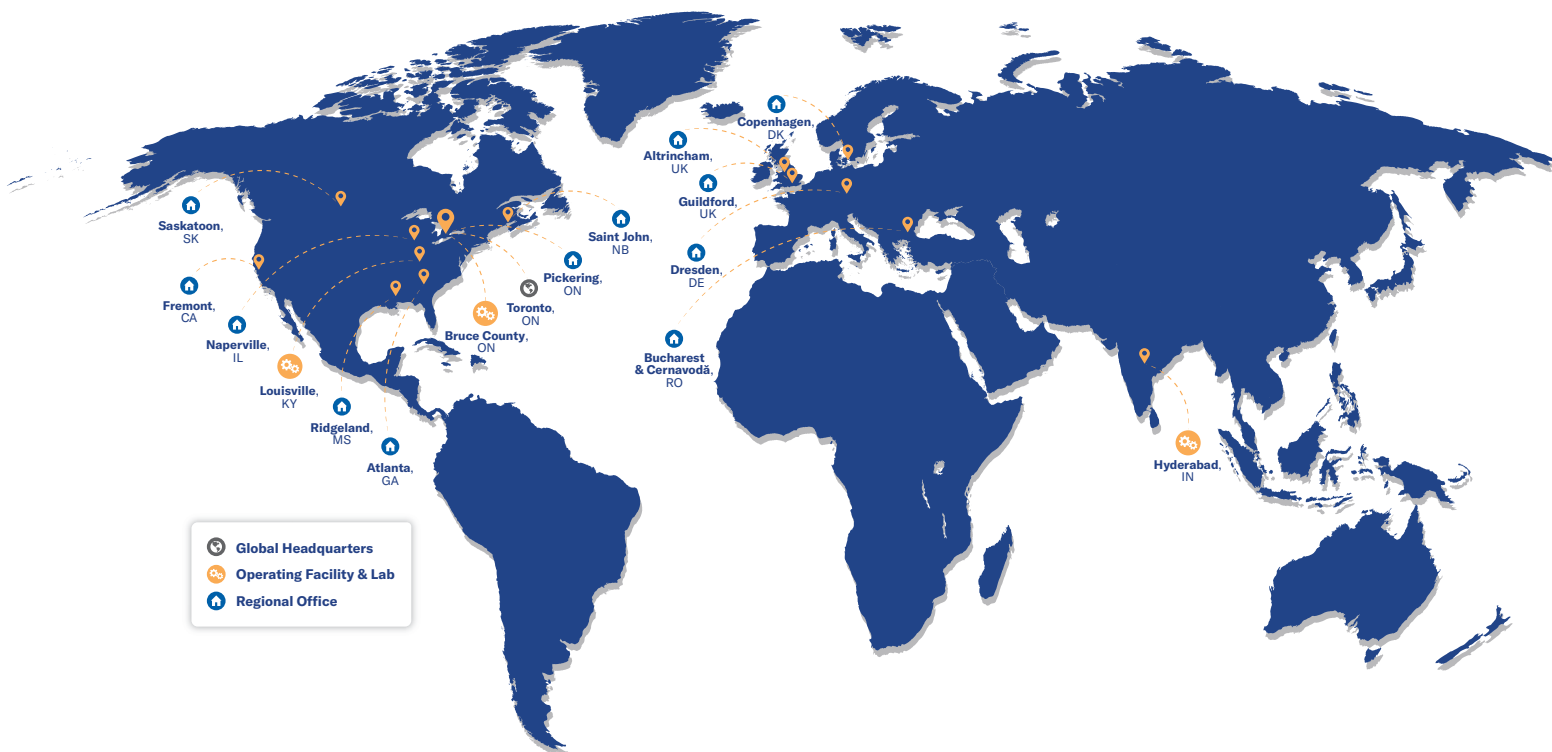 Copenhagen,
DK
Altrincham,
UK
Guildford,
UK
Saskatoon,
SK
Saint John,
NB
Dresden,
DE
Pickering,
ON
Fremont,
CA
Toronto,
ON
Naperville,
IL
Bruce County,
ON
Bucharest
& Cernavodă,
RO
Louisville,
KY
Ridgeland,
MS
Atlanta,
GA
Hyderabad,
IN
Global Headquarters
Operating Facility & Lab
Regional Office